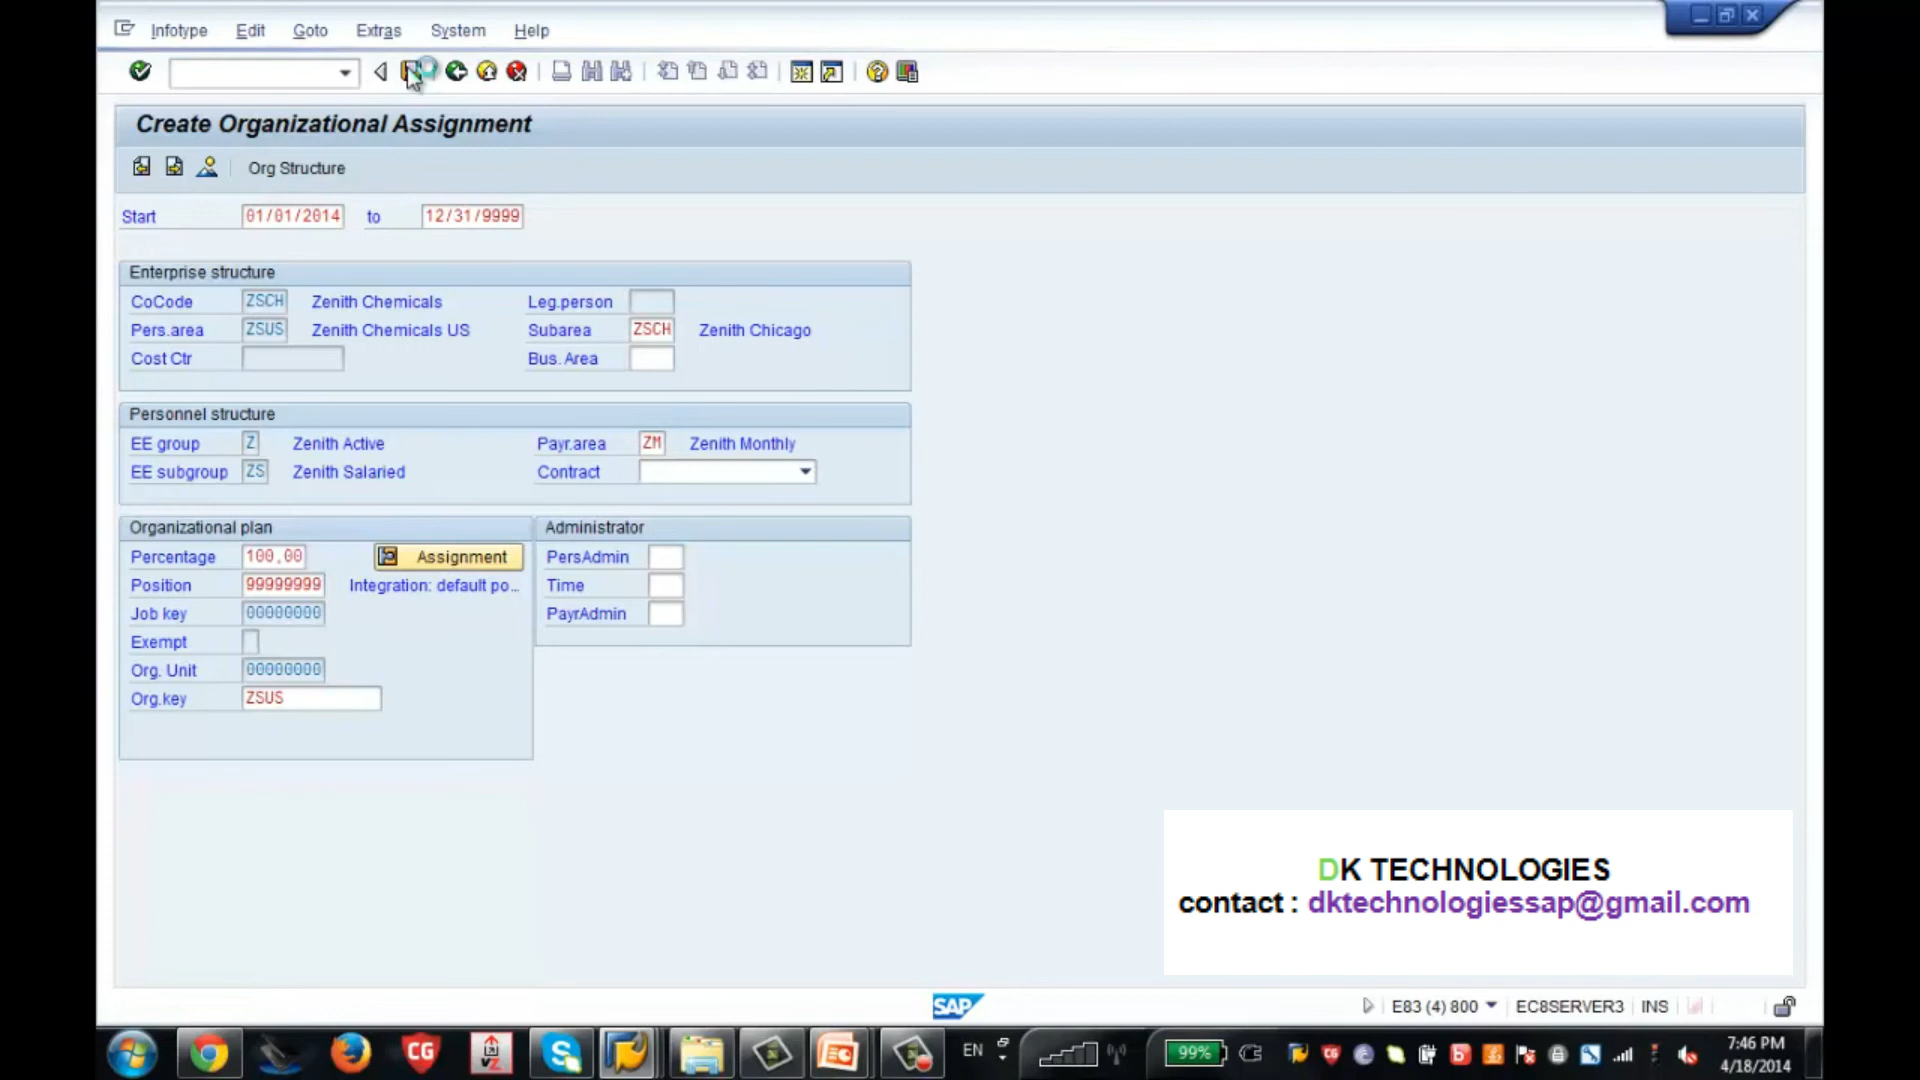 Infotype Edit Goto Extras System Help
Create Organizational Assignment
Org Structure
Start 01/01/2014 to 12/31/9999
Enterprise structure
CoCode ZSCH Zenith Chemicals Leg.person
Pers.area ZSUS Zenith Chemicals US Subarea ZSCH Zenith Chicago
Cost Ctr Bus. Area
Personnel structure
EE group Z Zenith Active Payr.area ZM Zenith Monthly
EE subgroup ZS Zenith Salaried Contract
Organizational plan Administrator
Percentage 100,00 Assignment PersAdmin
Position 99999999 Integration: default po... Time
Job key 00000000 PayrAdmin
Exempt
Org. Unit 00000000
Org.key ZSUS
DK TECHNOLOGIES
contact : dktechnologiessap@gmail.com
SAP E83 (4) 800 EC8SERVER3 INS
CG EN 99% 7:46 PM
4/18/2014